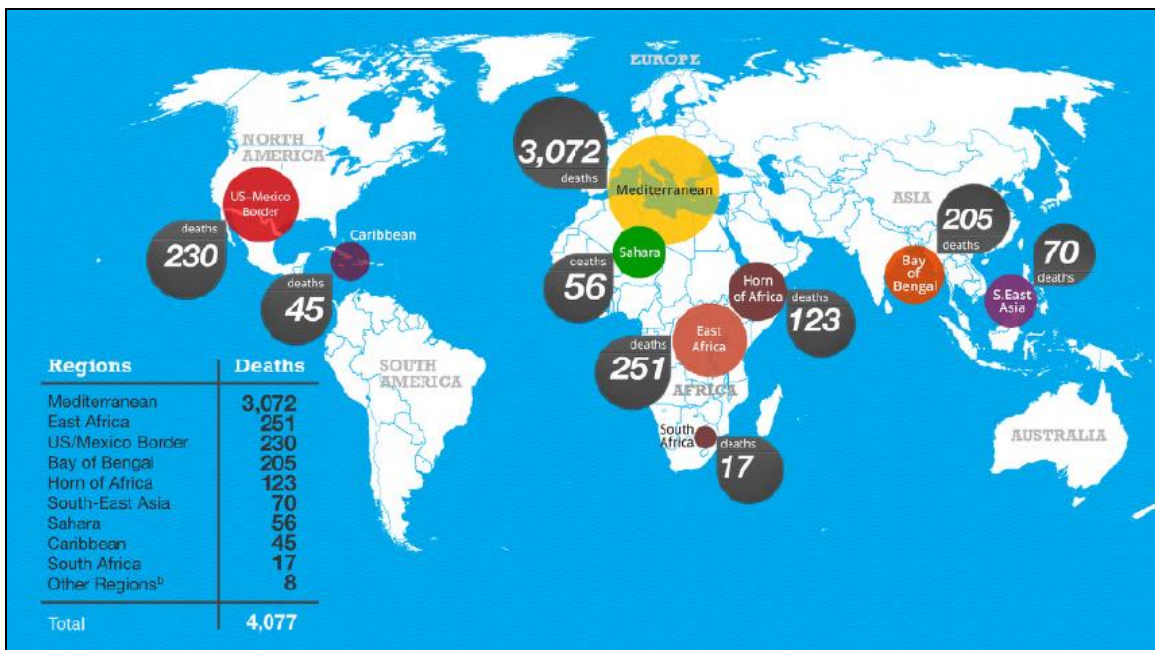 EUROPE
3,072
deaths
Mediterranean
NORTH
AMERICA
US–Mexico
Border
deaths
230
Caribbean
deaths
45
Sahara
deaths
56
Horn
of Africa
deaths
123
East
Africa
deaths
251
AFRICA
South
Africa
deaths
17
ASIA
205
deaths
Bay
of
Bengal
70
deaths
S.East
Asia
SOUTH
AMERICA
AUSTRALIA
Regions Deaths
Mediterranean 3,072
East Africa 251
US/Mexico Border 230
Bay of Bengal 205
Horn of Africa 123
South-East Asia 70
Sahara 56
Caribbean 45
South Africa 17
Other Regionsᵇ 8
Total 4,077